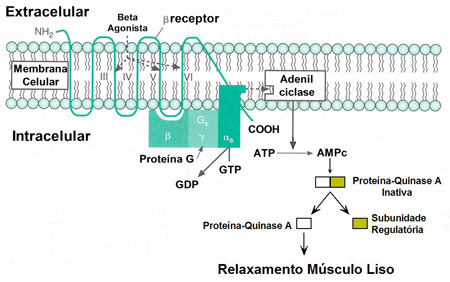 Extracelular
Beta
Agonista
βreceptor
NH2
Membrana
Celular
III
IV
V
VI
Adenil
ciclase
Intracelular
COOH
Gs
β
γ
αs
Proteína G
GDP
GTP
ATP
AMPc
Proteína-Quinase A
Inativa
Proteína-Quinase A
Subunidade
Regulatória
Relaxamento Músculo Liso